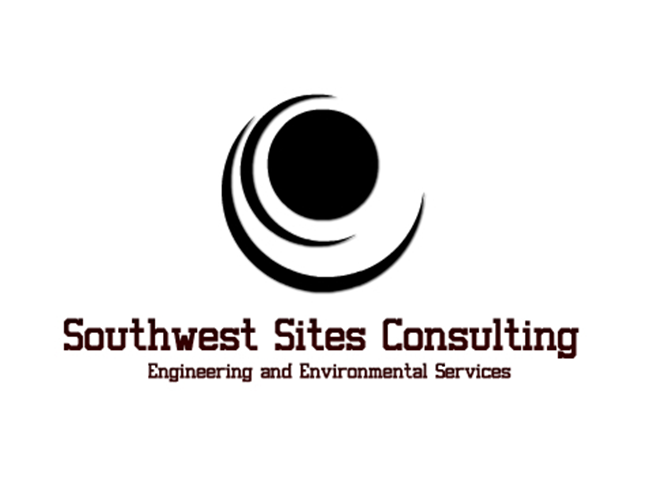 Southwest Sites Consulting
Engineering and Environmental Services